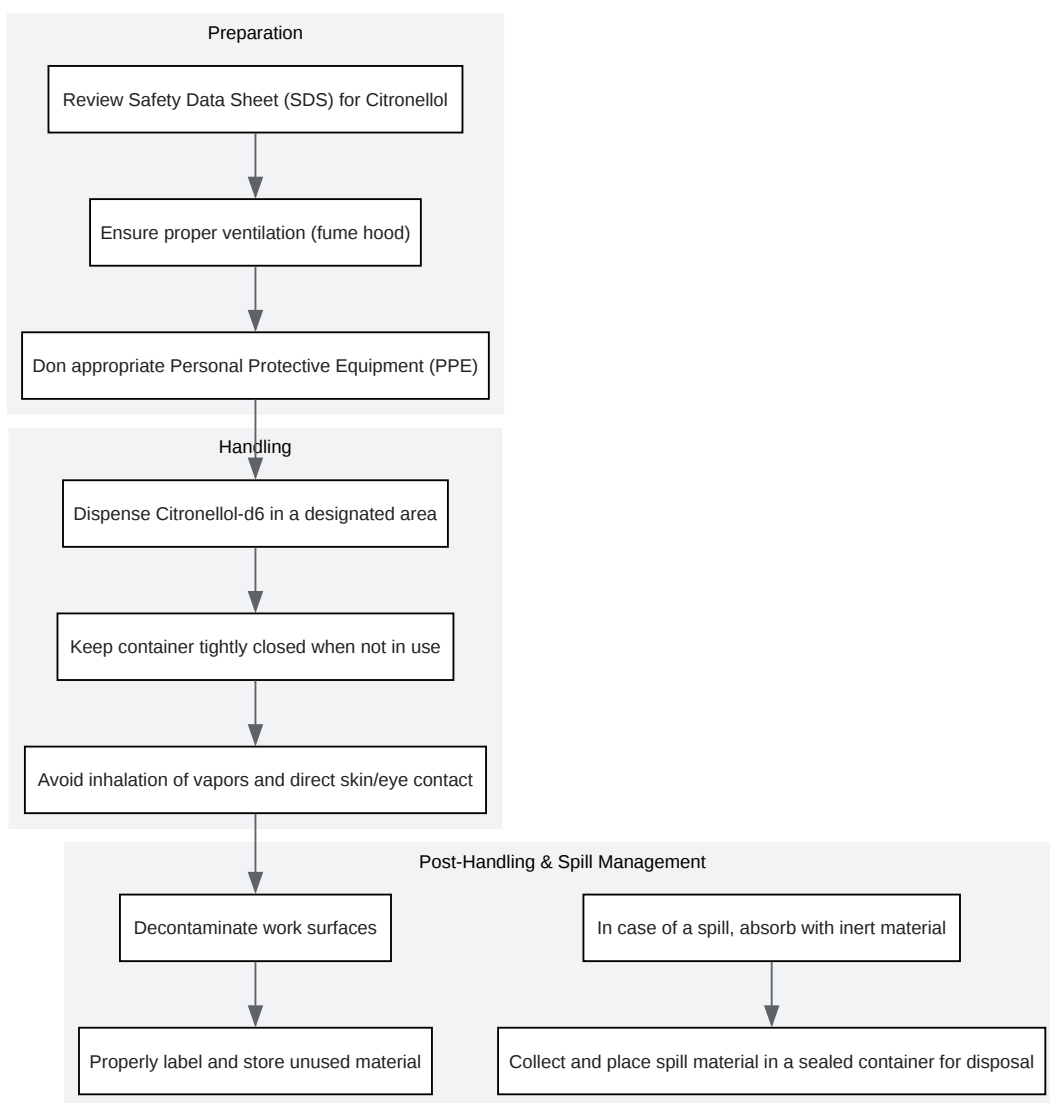 Preparation
Review Safety Data Sheet (SDS) for Citronellol
Ensure proper ventilation (fume hood)
Don appropriate Personal Protective Equipment (PPE)
Handling
Dispense Citronellol-d6 in a designated area
Keep container tightly closed when not in use
Avoid inhalation of vapors and direct skin/eye contact
Post-Handling & Spill Management
Decontaminate work surfaces
In case of a spill, absorb with inert material
Properly label and store unused material
Collect and place spill material in a sealed container for disposal